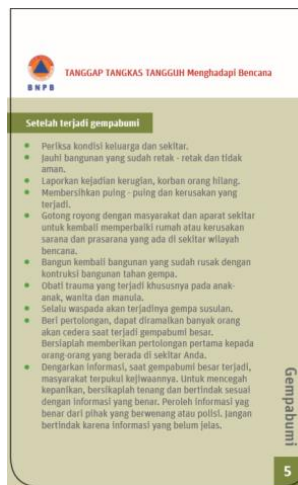 BNPB
TANGGAP TANGKAS TANGGUH Menghadapi Bencana
Setelah terjadi gempabumi
Periksa kondisi keluarga dan sekitar.
Jauhi bangunan yang sudah retak - retak dan tidak
aman.
Laporkan kejadian kerugian, korban orang hilang.
Membersihkan puing - puing dan kerusakan yang
terjadi.
Gotong royong dengan masyarakat dan aparat sekitar
untuk kembali memperbaiki rumah atau kerusakan
sarana dan prasarana yang ada di sekitar wilayah
bencana.
Bangun kembali bangunan yang sudah rusak dengan
kontruksi bangunan tahan gempa.
Obati trauma yang terjadi khususnya pada anak-
anak, wanita dan manula.
Selalu waspada akan terjadinya gempa susulan.
Beri pertolongan, dapat diramalkan banyak orang
akan cedera saat terjadi gempabumi besar.
Bersiaplah memberikan pertolongan pertama kepada
orang-orang yang berada di sekitar Anda.
Dengarkan informasi, saat gempabumi besar terjadi,
masyarakat terpukul kejiwaannya. Untuk mencegah
kepanikan, bersikaplah tenang dan bertindak sesuai
dengan informasi yang benar. Peroleh informasi yag
benar dari pihak yang berwenang atau polisi. Jangan
bertindak karena informasi yang belum jelas.
Gempabumi
5